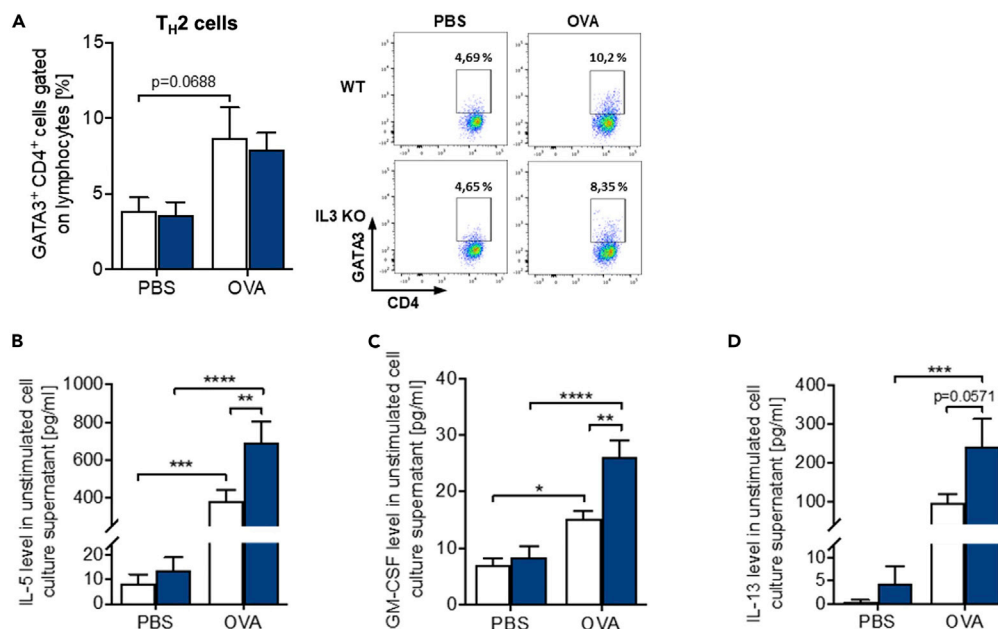 A
T_H2 cells
GATA3+ CD4+ cells gated
on lymphocytes [%]
15
10
5
0
p=0.0688
PBS
OVA
PBS
OVA
WT
4,69 %
10,2 %
IL3 KO
4,65 %
8,35 %
GATA3
CD4
B
IL-5 level in unstimulated cell
culture supernatant [pg/ml]
1000
800
600
400
20
10
0
****
**
***
PBS
OVA
C
GM-CSF level in unstimulated cell
culture supernatant [pg/ml]
40
30
20
10
0
****
**
*
PBS
OVA
D
IL-13 level in unstimulated cell
culture supernatant [pg/ml]
400
300
200
100
10
5
0
***
p=0.0571
PBS
OVA